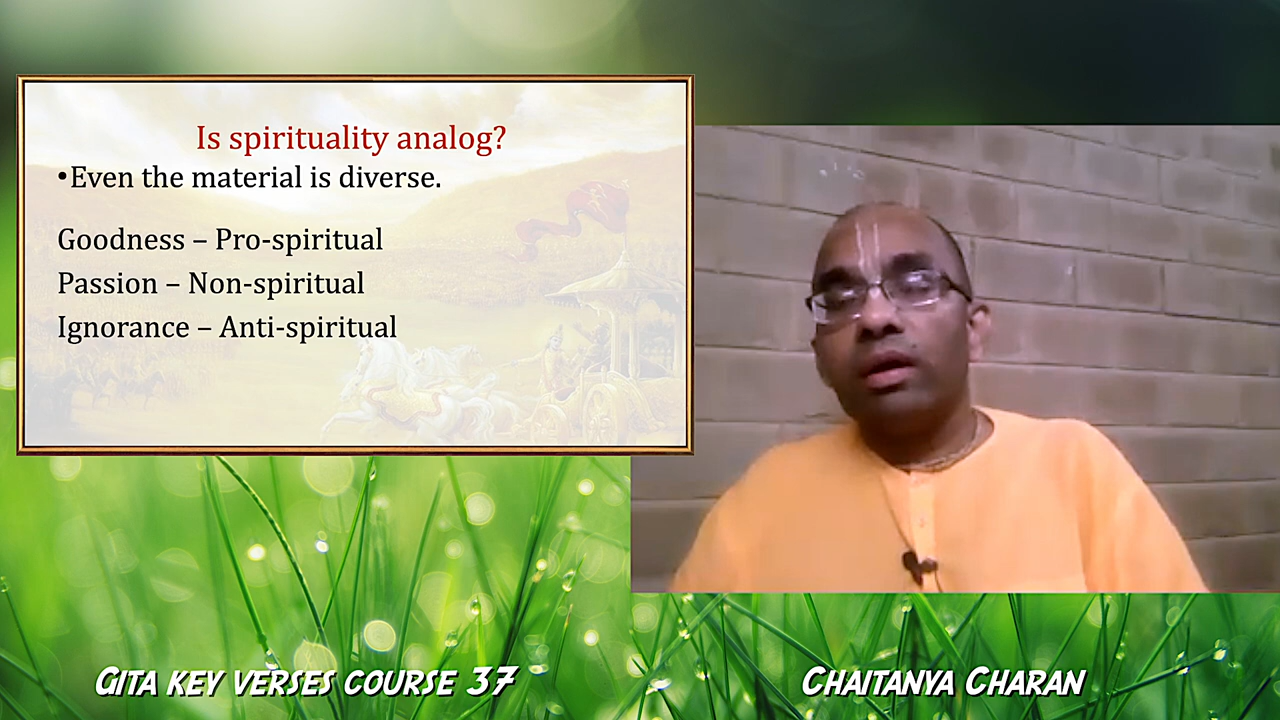 Is spirituality analog?
•Even the material is diverse.
Goodness – Pro-spiritual
Passion – Non-spiritual
Ignorance – Anti-spiritual
GITA KEY VERSES COURSE 37
CHAITANYA CHARAN